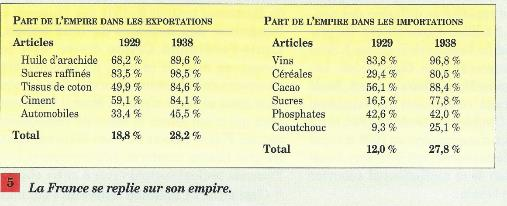 PART DE L'EMPIRE DANS LES EXPORTATIONS
Articles 1929 1938
Huile d'arachide 68,2 % 89,6 %
Sucres raffinés 83,5 % 98,5 %
Tissus de coton 49,9 % 84,6 %
Ciment 59,1 % 84,1 %
Automobiles 33,4 % 45,5 %
Total 18,8 % 28,2 %
PART DE L'EMPIRE DANS LES IMPORTATIONS
Articles 1929 1938
Vins 83,8 % 96,8 %
Céréales 29,4 % 80,5 %
Cacao 56,1 % 88,4 %
Sucres 16,5 % 77,8 %
Phosphates 42,6 % 42,0 %
Caoutchouc 9,3 % 25,1 %
Total 12,0 % 27,8 %
5 La France se replie sur son empire.